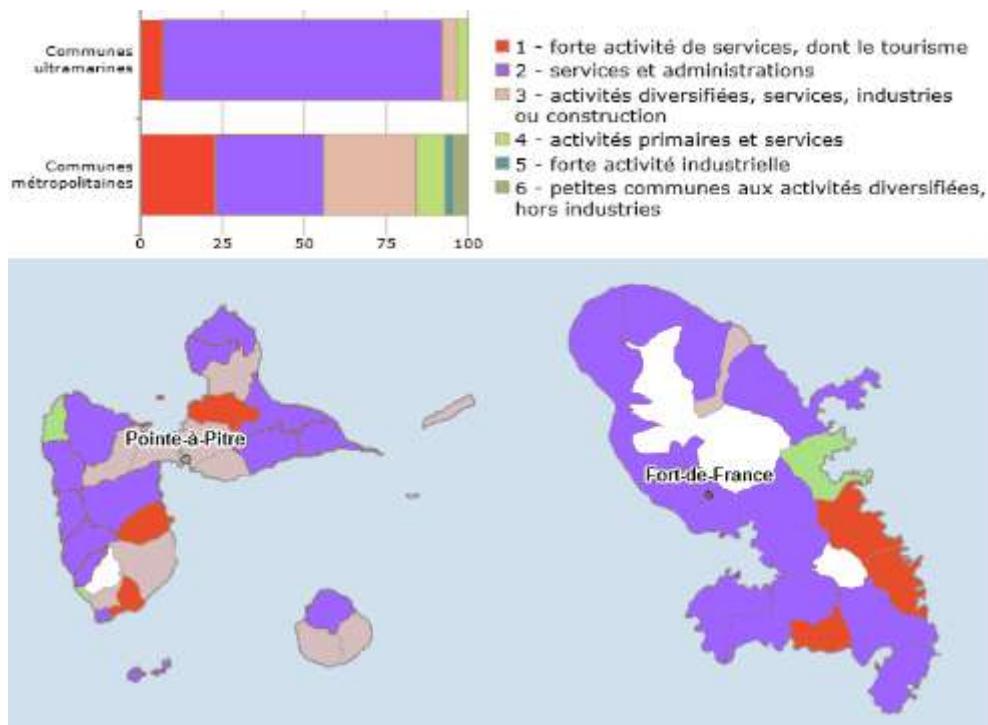 Communes
ultramarines
Communes
métropolitaines
0 25 50 75 100
1 - forte activité de services, dont le tourisme
2 - services et administrations
3 - activités diversifiées, services, industries
ou construction
4 - activités primaires et services
5 - forte activité industrielle
6 - petites communes aux activités diversifiées,
hors industries
Pointe-à-Pitre
Fort-de-France